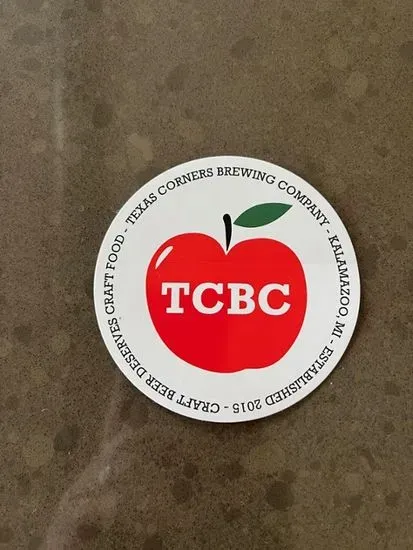 TEXAS CORNERS BREWING COMPANY - KALAMAZOO, MI - ESTABLISHED 2015 - CRAFT BEER DESERVES CRAFT FOOD -
TCBC